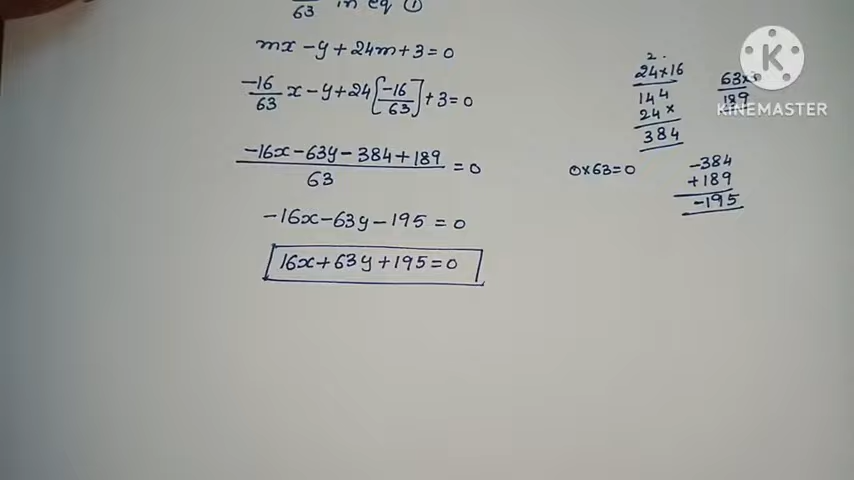 63 in eq ①
mx - y + 24m + 3 = 0
-16/63 x - y + 24[-16/63] + 3 = 0
-16x - 63y - 384 + 189 / 63 = 0
-16x - 63y - 195 = 0
16x + 63y + 195 = 0
2
24 × 16
144
24 ×
384
63 ×
189
0 × 63 = 0
-384
+189
-195
KINEMASTER